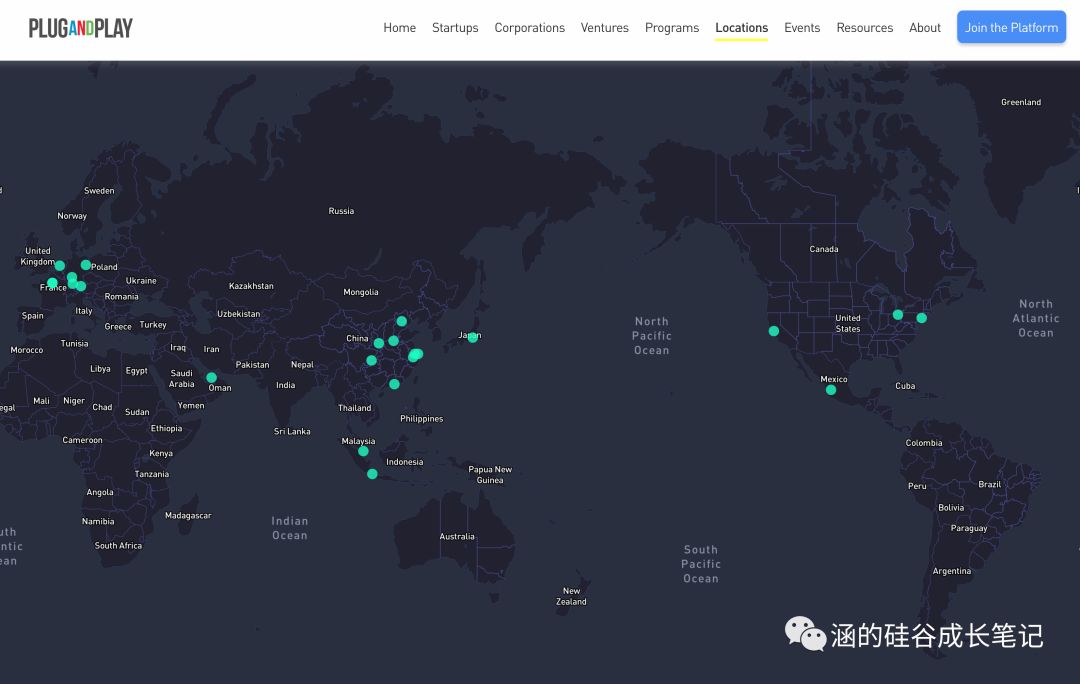 PLUGANDPLAY
Home Startups Corporations Ventures Programs Locations Events Resources About Join the Platform
Greenland
Sweden
Norway
Russia
United
Kingdom
Poland
Canada
France
Ukraine
Kazakhstan
Mongolia
Romania
Spain
Italy
Uzbekistan
North
Pacific
Ocean
North
Atlantic
Ocean
Greece
Turkey
United
States
China
Japan
Morocco
Tunisia
Iraq
Iran
Pakistan
Nepal
Libya
Egypt
Saudi
Arabia
Oman
India
Mexico
Cuba
Mali
Niger
Chad
Sudan
Yemen
Thailand
Philippines
Ethiopia
Sri Lanka
Cameroon
Malaysia
Colombia
Kenya
Indonesia
Tanzania
Papua New
Guinea
Peru
Brazil
Angola
Bolivia
Madagascar
Namibia
Indian
Ocean
Paraguay
South Africa
Australia
South
Pacific
Ocean
Argentina
New
Zealand
涵的硅谷成长笔记